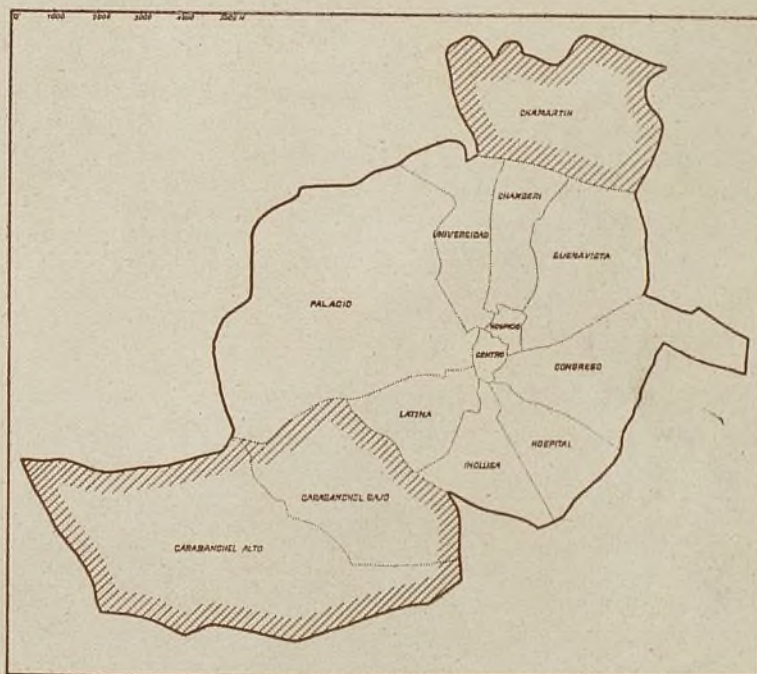 0 1000 2000 3000 4000 5000 M
CHAMARTIN
CHAMBERI
UNIVERSIDAD
BUENAVISTA
PALACIO
HOSPICIO
CENTRO
CONGRESO
LATINA
HOSPITAL
INCLUSA
CARABANCHEL BAJO
CARABANCHEL ALTO